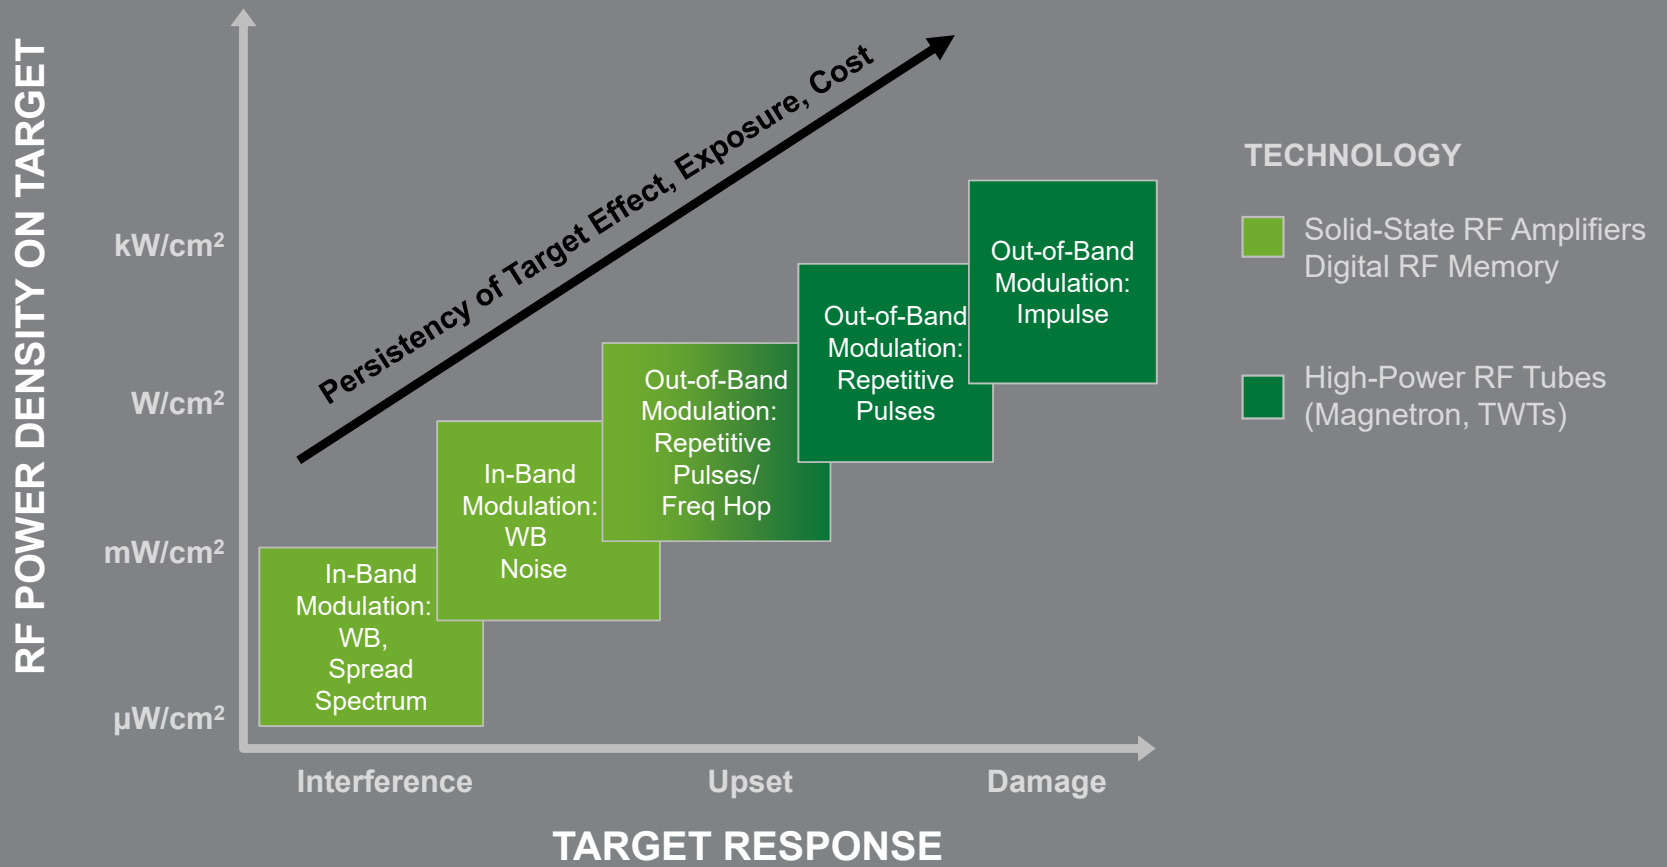 RF POWER DENSITY ON TARGET
kW/cm²
W/cm²
mW/cm²
µW/cm²
Persistency of Target Effect, Exposure, Cost
In-Band
Modulation:
WB,
Spread
Spectrum
In-Band
Modulation:
WB
Noise
Out-of-Band
Modulation:
Repetitive
Pulses/
Freq Hop
Out-of-Band
Modulation:
Repetitive
Pulses
Out-of-Band
Modulation:
Impulse
Interference
Upset
Damage
TARGET RESPONSE
TECHNOLOGY
Solid-State RF Amplifiers
Digital RF Memory
High-Power RF Tubes
(Magnetron, TWTs)